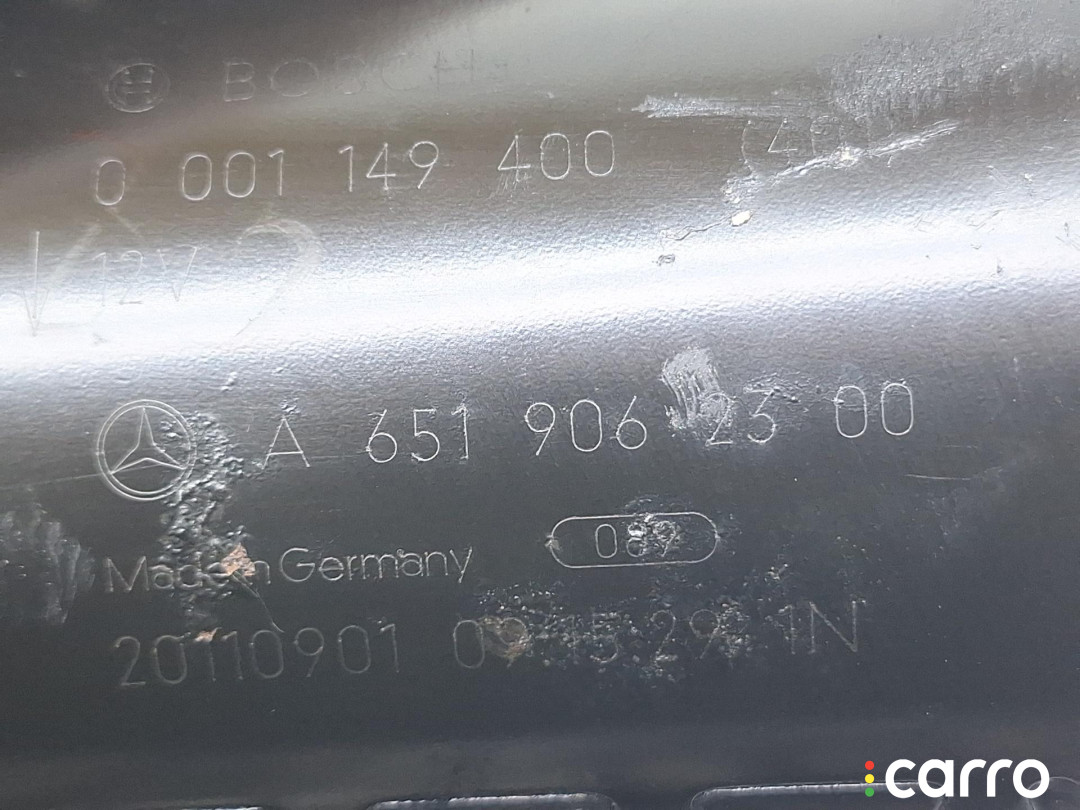 BOSCH
0 001 149 400
12V
A 651 906 23 00
Made in Germany
089
20110901
carro